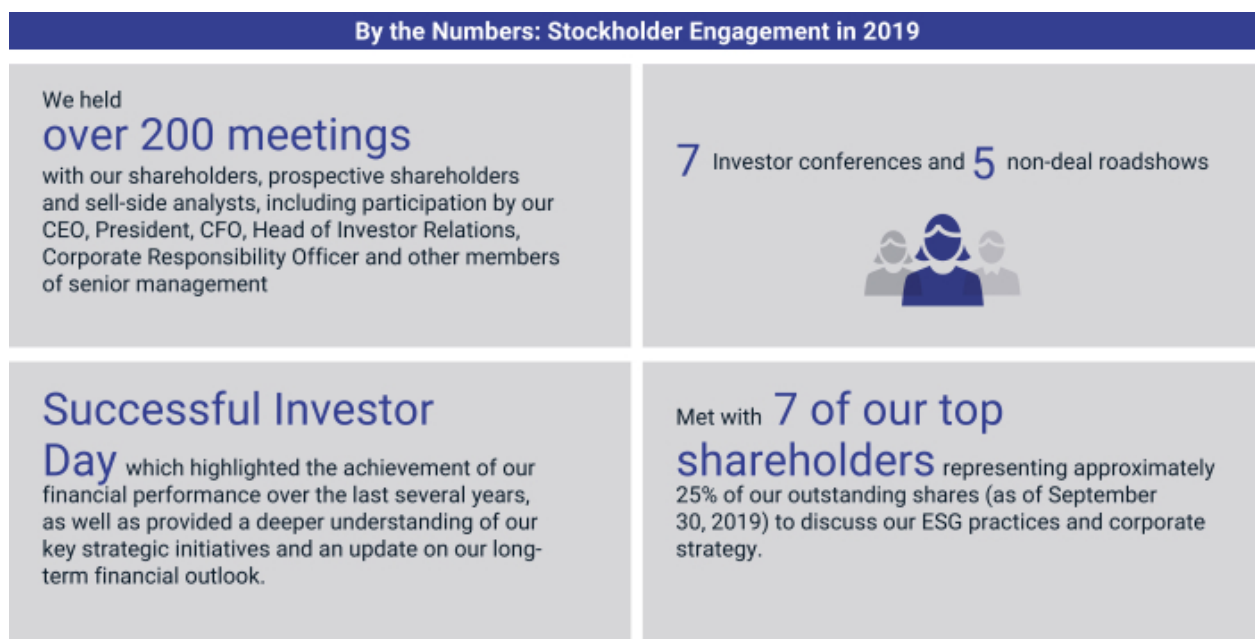 By the Numbers: Stockholder Engagement in 2019
We held
over 200 meetings
with our shareholders, prospective shareholders
and sell-side analysts, including participation by our
CEO, President, CFO, Head of Investor Relations,
Corporate Responsibility Officer and other members
of senior management
7 Investor conferences and 5 non-deal roadshows
Successful Investor
Day which highlighted the achievement of our
financial performance over the last several years,
as well as provided a deeper understanding of our
key strategic initiatives and an update on our long-
term financial outlook.
Met with 7 of our top
shareholders representing approximately
25% of our outstanding shares (as of September
30, 2019) to discuss our ESG practices and corporate
strategy.